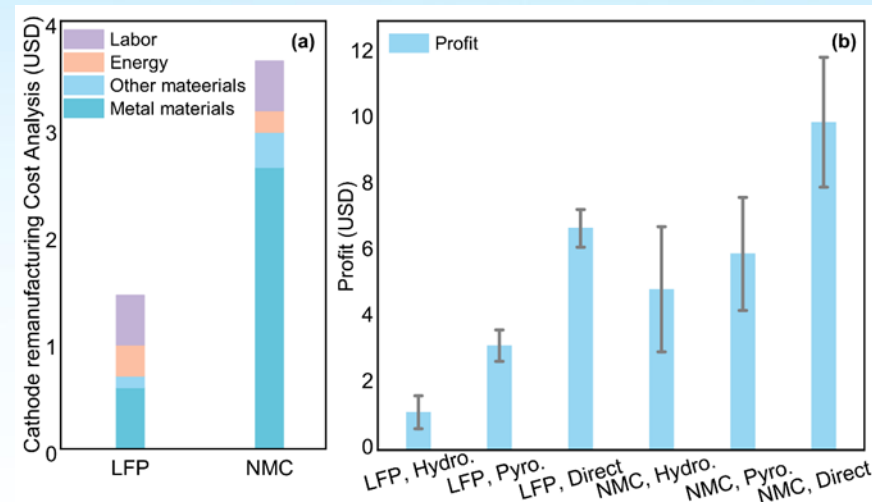 Cathode remanufacturing Cost Analysis (USD)
4
3
2
1
0
(a)
Labor
Energy
Other mateerials
Metal materials
LFP
NMC
Profit (USD)
12
10
8
6
4
2
0
Profit
(b)
LFP, Hydro.
LFP, Pyro.
LFP, Direct
NMC, Hydro.
NMC, Pyro.
NMC, Direct